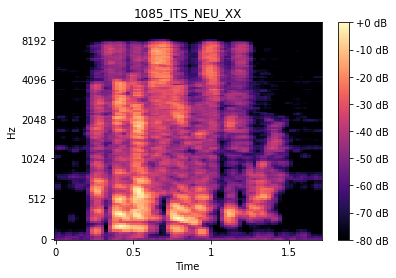 1085_ITS_NEU_XX
+0 dB
8192
-10 dB
4096
-20 dB
-30 dB
2048
Hz
-40 dB
1024
-50 dB
512
-60 dB
-70 dB
0
-80 dB
0
0.5
1
1.5
Time